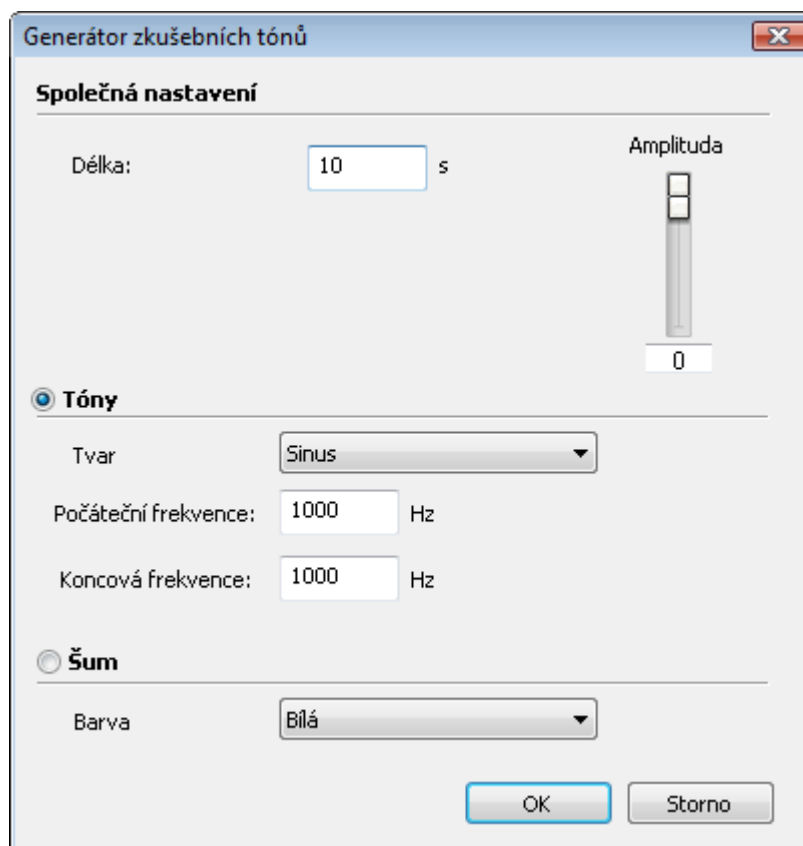 Generátor zkušebních tónů
Společná nastavení
Délka: 10 s
Amplituda
0
Tóny
Tvar Sinus
Počáteční frekvence: 1000 Hz
Koncová frekvence: 1000 Hz
Šum
Barva Bílá
OK Storno